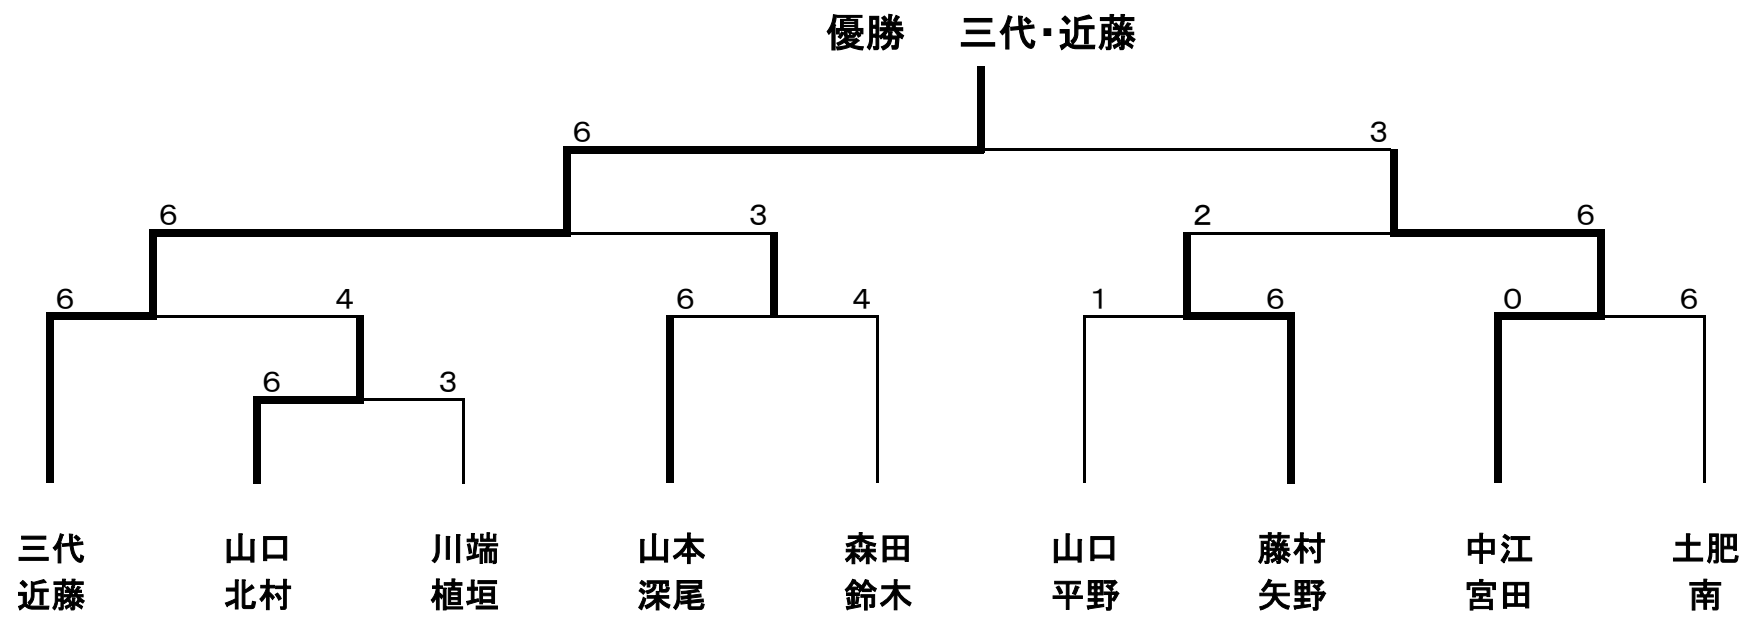 優勝　三代・近藤
6 3
6 3 2 6
6 4 6 4 1 6 0 6
6 3
三代 山口 川端 山本 森田 山口 藤村 中江 土肥
近藤 北村 植垣 深尾 鈴木 平野 矢野 宮田 南